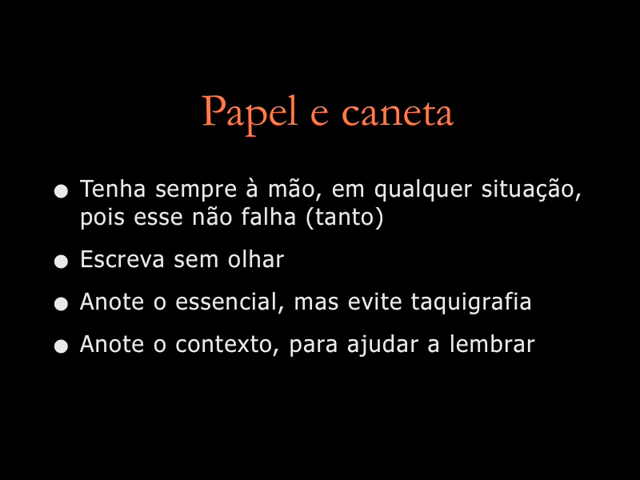 Papel e caneta
● Tenha sempre à mão, em qualquer situação,
pois esse não falha (tanto)
● Escreva sem olhar
● Anote o essencial, mas evite taquigrafia
● Anote o contexto, para ajudar a lembrar